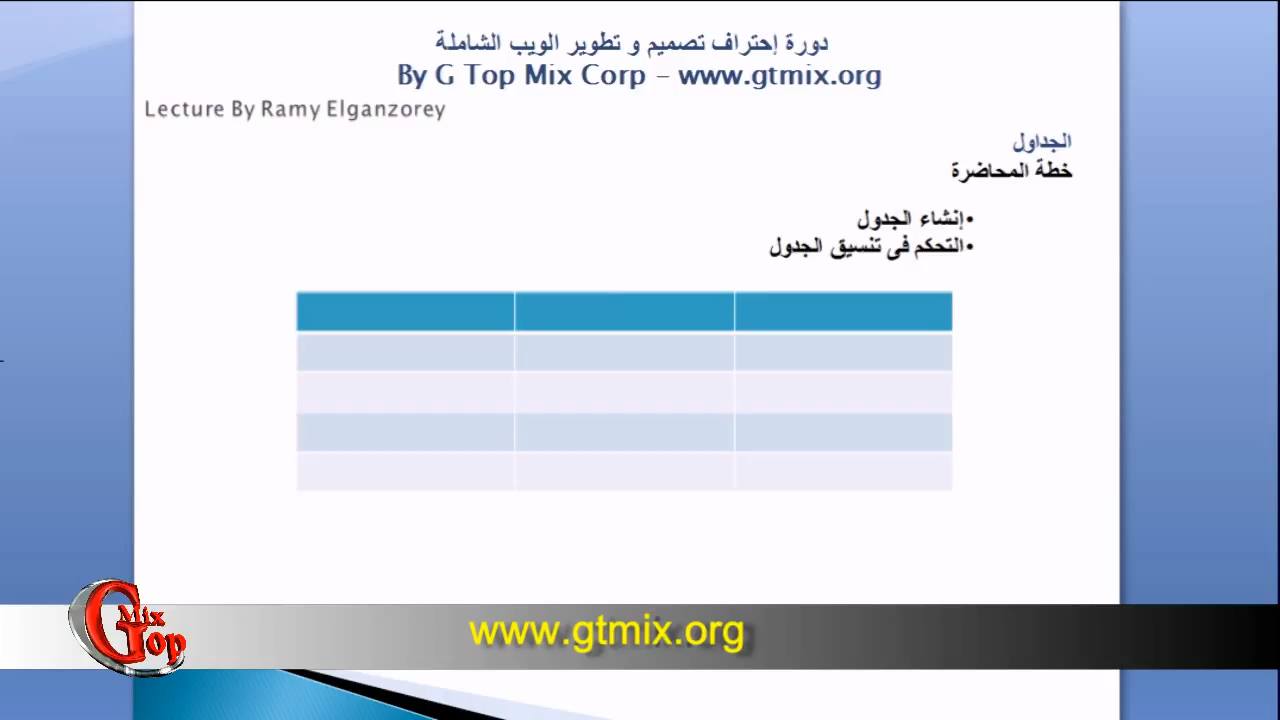 دورة إحتراف تصميم و تطوير الويب الشاملة
By G Top Mix Corp – www.gtmix.org
Lecture By Ramy Elganzorey
الجداول
خطة المحاضرة
•إنشاء الجدول
•التحكم فى تنسيق الجدول
G Mix Top
www.gtmix.org